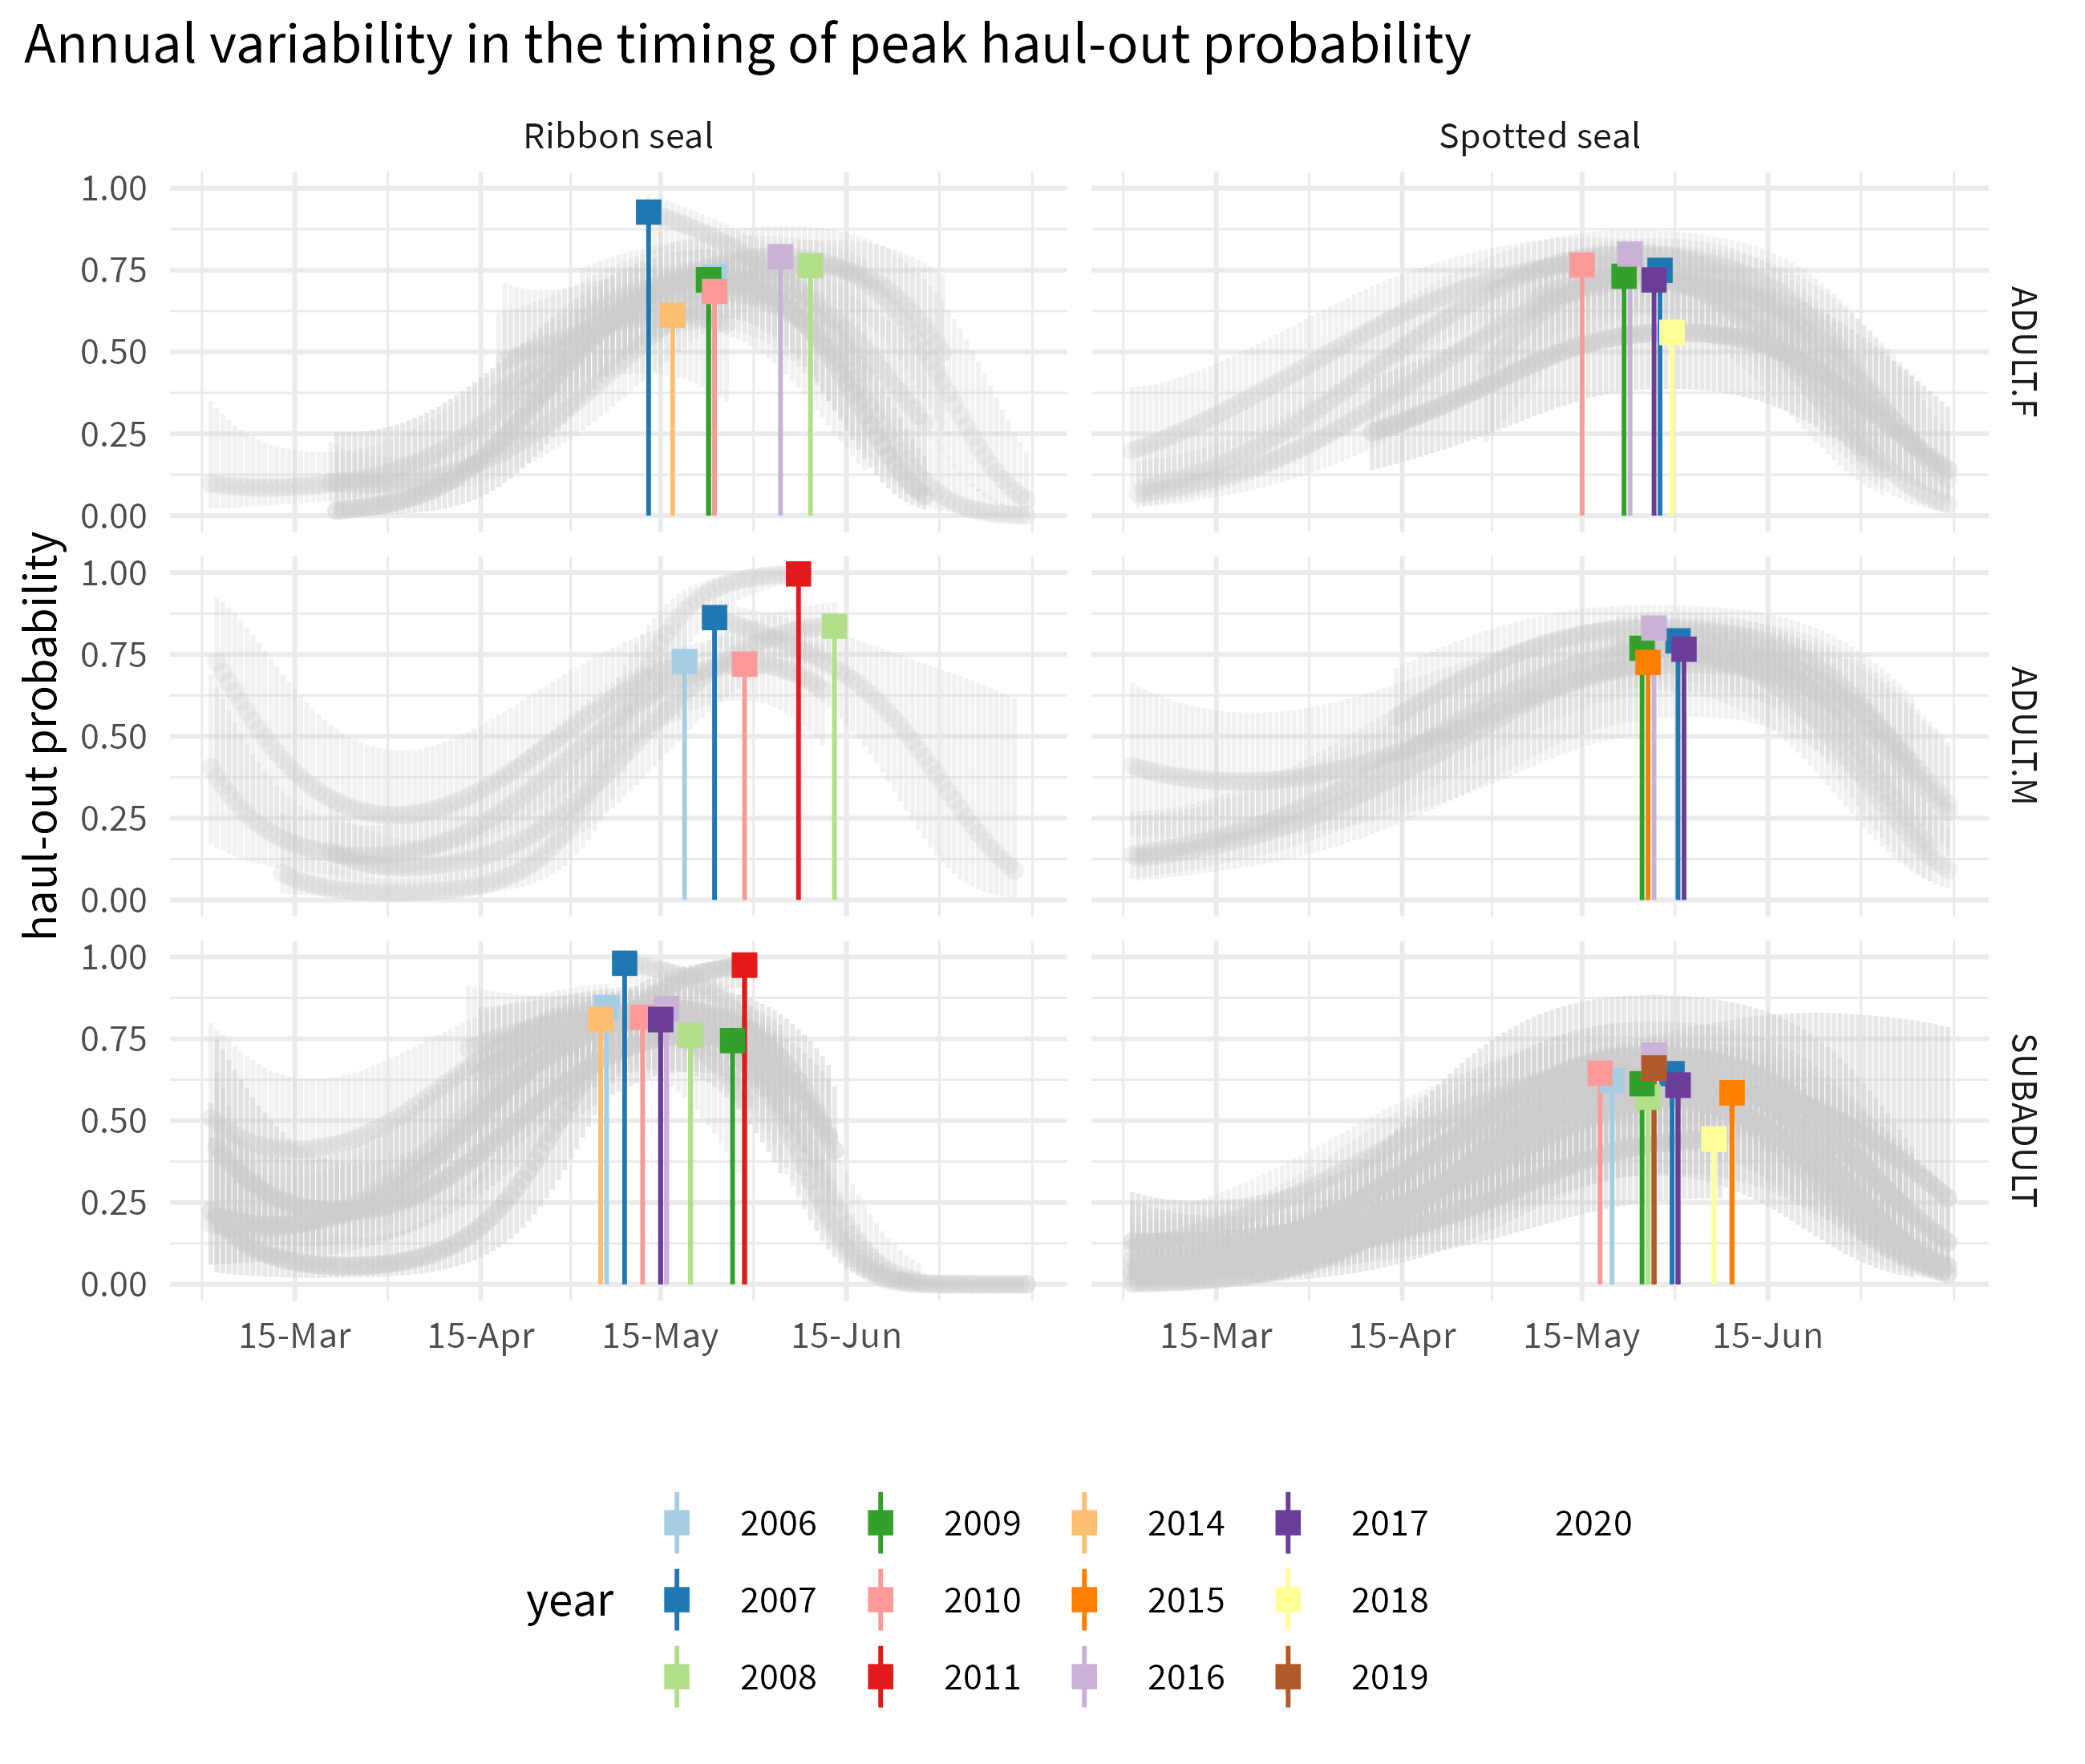 Annual variability in the timing of peak haul-out probability
Ribbon seal
Spotted seal
haul-out probability
1.00
0.75
0.50
0.25
0.00
ADULT.F
1.00
0.75
0.50
0.25
0.00
ADULT.M
1.00
0.75
0.50
0.25
0.00
SUBADULT
15-Mar 15-Apr 15-May 15-Jun
15-Mar 15-Apr 15-May 15-Jun
year
2006 2009 2014 2017 2020
2007 2010 2015 2018
2008 2011 2016 2019